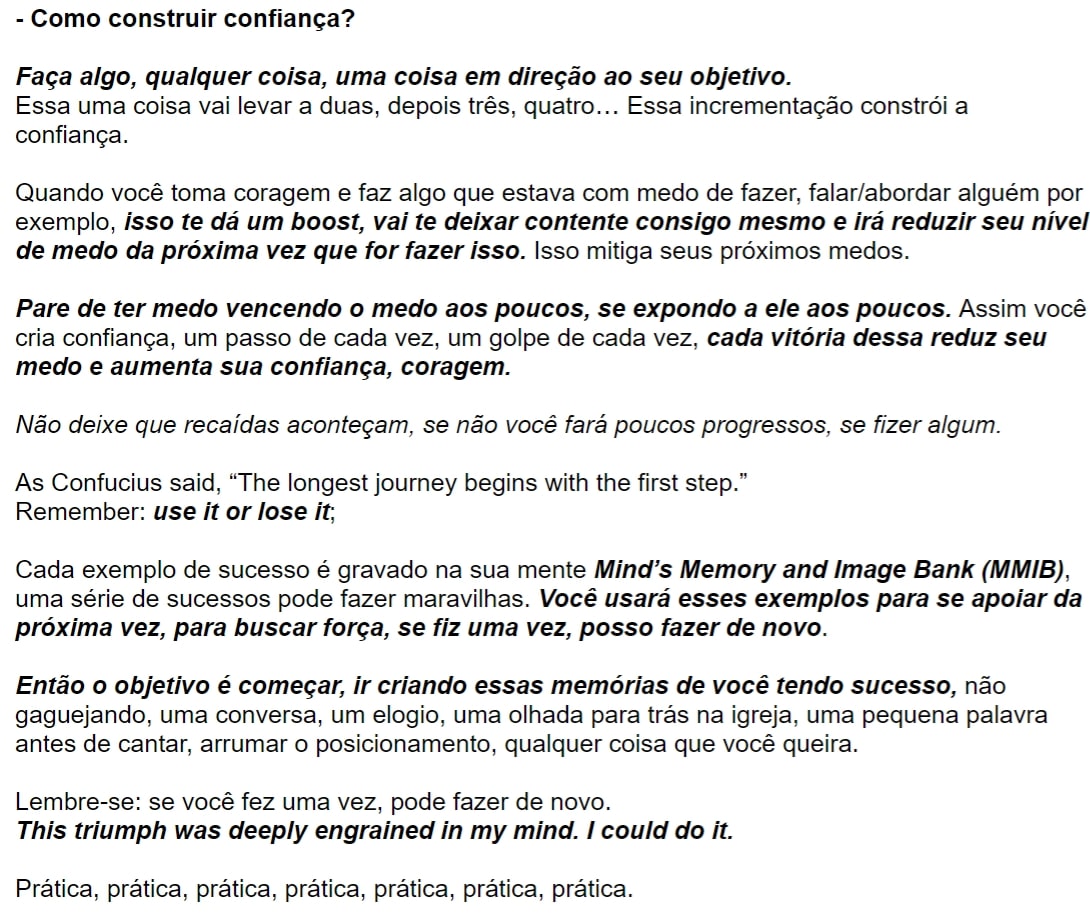 - Como construir confiança?
Faça algo, qualquer coisa, uma coisa em direção ao seu objetivo.
Essa uma coisa vai levar a duas, depois três, quatro… Essa incrementação constrói a
confiança.
Quando você toma coragem e faz algo que estava com medo de fazer, falar/abordar alguém por
exemplo, isso te dá um boost, vai te deixar contente consigo mesmo e irá reduzir seu nível
de medo da próxima vez que for fazer isso. Isso mitiga seus próximos medos.
Pare de ter medo vencendo o medo aos poucos, se expondo a ele aos poucos. Assim você
cria confiança, um passo de cada vez, um golpe de cada vez, cada vitória dessa reduz seu
medo e aumenta sua confiança, coragem.
Não deixe que recaídas aconteçam, se não você fará poucos progressos, se fizer algum.
As Confucius said, “The longest journey begins with the first step.”
Remember: use it or lose it;
Cada exemplo de sucesso é gravado na sua mente Mind’s Memory and Image Bank (MMIB),
uma série de sucessos pode fazer maravilhas. Você usará esses exemplos para se apoiar da
próxima vez, para buscar força, se fiz uma vez, posso fazer de novo.
Então o objetivo é começar, ir criando essas memórias de você tendo sucesso, não
gaguejando, uma conversa, um elogio, uma olhada para trás na igreja, uma pequena palavra
antes de cantar, arrumar o posicionamento, qualquer coisa que você queira.
Lembre-se: se você fez uma vez, pode fazer de novo.
This triumph was deeply engrained in my mind. I could do it.
Prática, prática, prática, prática, prática, prática, prática.